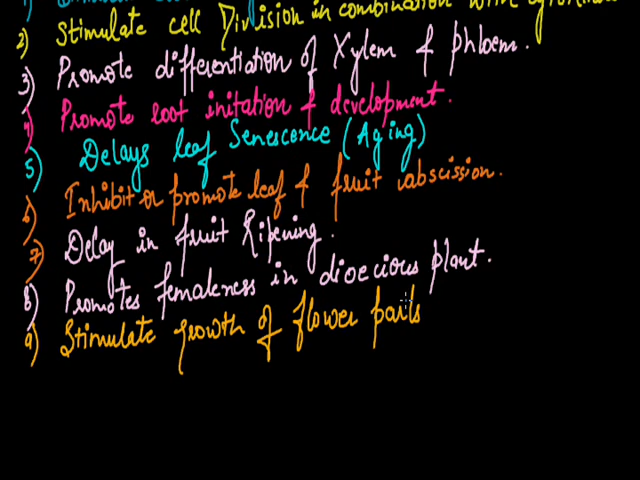 2) Stimulate cell Division in combination with
3) Promote differentiation of Xylem & phloem.
4) Promote root initation & development.
5) Delays leaf Senescence (Aging)
6) Inhibit or promote leaf & fruit abscission.
7) Delay in fruit Ripening.
8) Promotes femaleness in dioecious plant.
9) Stimulate growth of flower parts